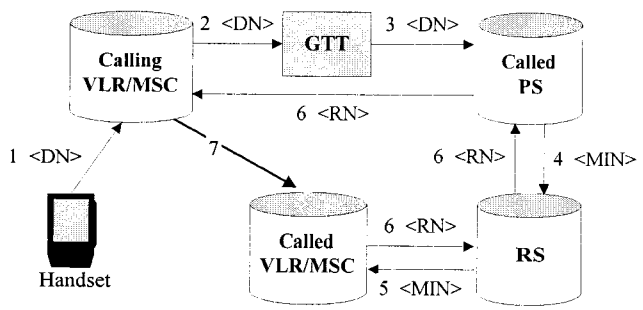 2 <DN>
3 <DN>
GTT
Calling
VLR/MSC
Called
PS
6 <RN>
1 <DN>
7
6 <RN>
4 <MIN>
Called
VLR/MSC
6 <RN>
RS
5 <MIN>
Handset